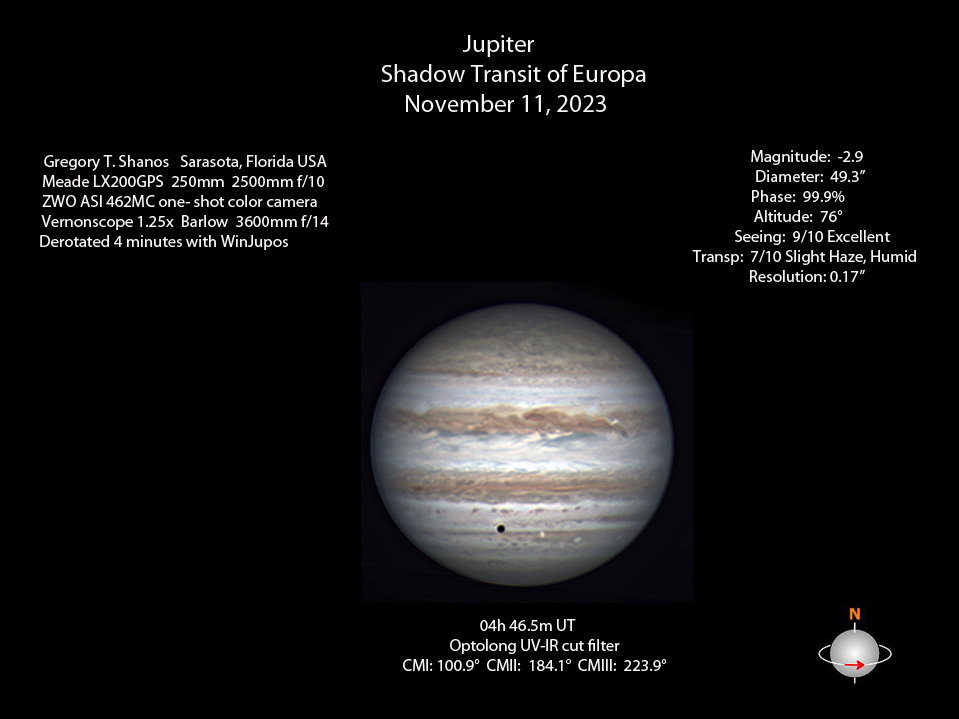 Jupiter
Shadow Transit of Europa
November 11, 2023
Gregory T. Shanos Sarasota, Florida USA
Meade LX200GPS 250mm 2500mm f/10
ZWO ASI 462MC one- shot color camera
Vernonscope 1.25x Barlow 3600mm f/14
Derotated 4 minutes with WinJupos
Magnitude: -2.9
Diameter: 49.3”
Phase: 99.9%
Altitude: 76°
Seeing: 9/10 Excellent
Transp: 7/10 Slight Haze, Humid
Resolution: 0.17”
04h 46.5m UT
Optolong UV-IR cut filter
CMI: 100.9° CMII: 184.1° CMIII: 223.9°
N